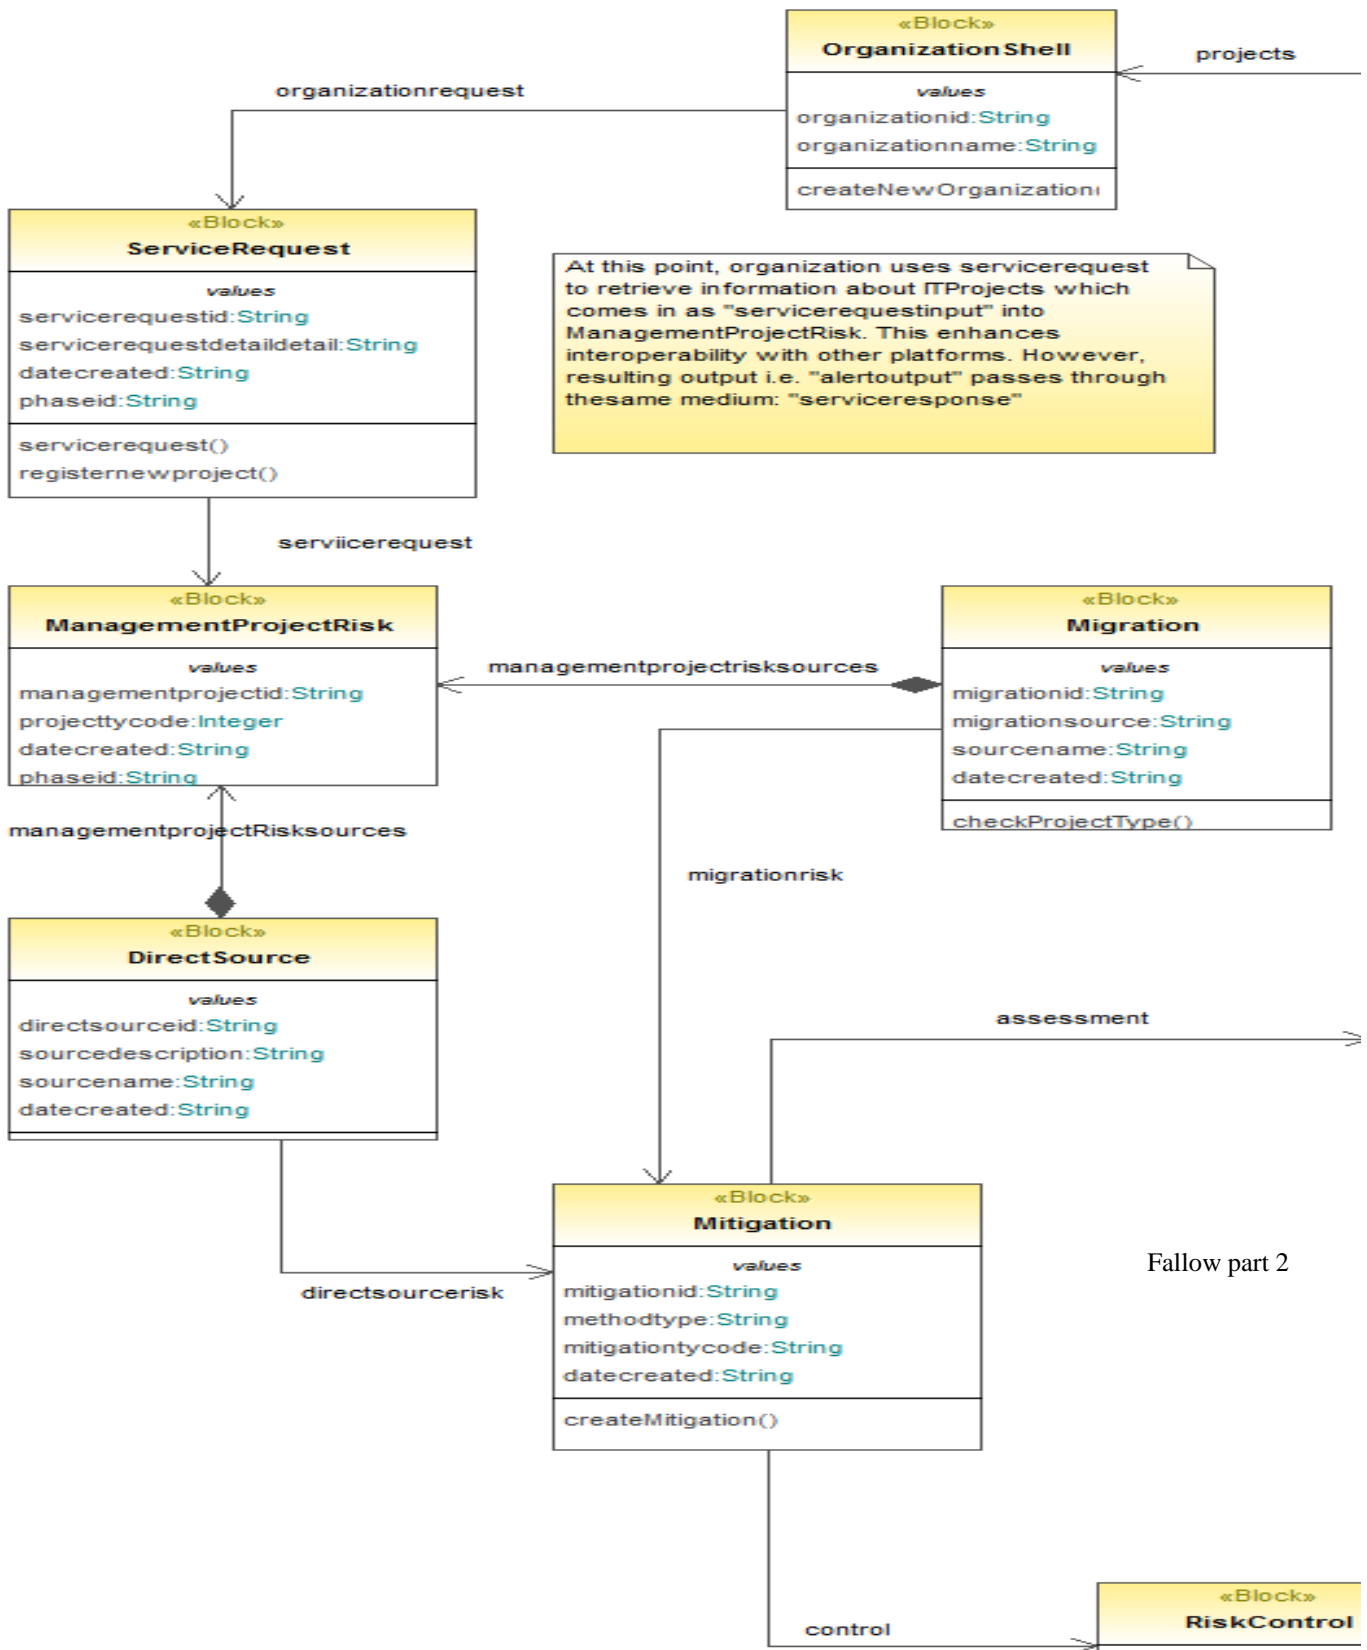 «Block»
OrganizationShell
values
organizationid:String
organizationname:String
createNewOrganization(
projects
organizationrequest
«Block»
ServiceRequest
values
servicerequestid:String
servicerequestdetaildetail:String
datecreated:String
phaseid:String
servicerequest()
registernewproject()
At this point, organization uses servicerequest
to retrieve information about ITProjects which
comes in as "servicerequestinput" into
ManagementProjectRisk. This enhances
interoperability with other platforms. However,
resulting output i.e. "alertoutput" passes through
thesame medium: "serviceresponse"
serviicerequest
«Block»
ManagementProjectRisk
values
managementprojectid:String
projecttycode:Integer
datecreated:String
phaseid:String
managementprojectrisksources
«Block»
Migration
values
migrationid:String
migrationsource:String
sourcename:String
datecreated:String
checkProjectType()
managementprojectRisksources
migrationrisk
«Block»
DirectSource
values
directsourceid:String
sourcedescription:String
sourcename:String
datecreated:String
assessment
directsourcerisk
«Block»
Mitigation
values
mitigationid:String
methodtype:String
mitigationtycode:String
datecreated:String
createMitigation()
Fallow part 2
control
«Block»
RiskControl